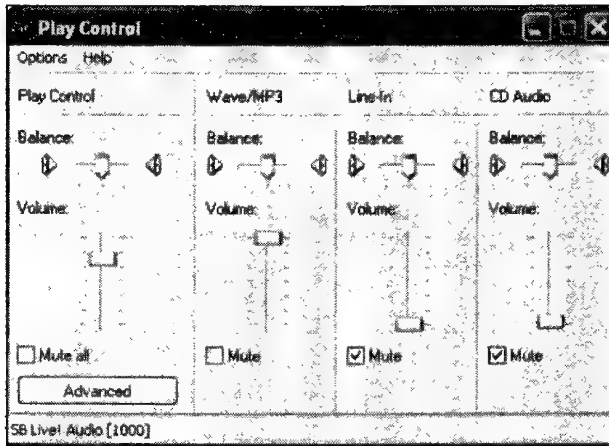 Play Control
Options Help
Play Control Wave/MP3 Line-In CD Audio
Balance: Balance: Balance: Balance:
Volume: Volume: Volume: Volume:
Mute all Mute Mute Mute
Advanced
SB Live! Audio [1000]